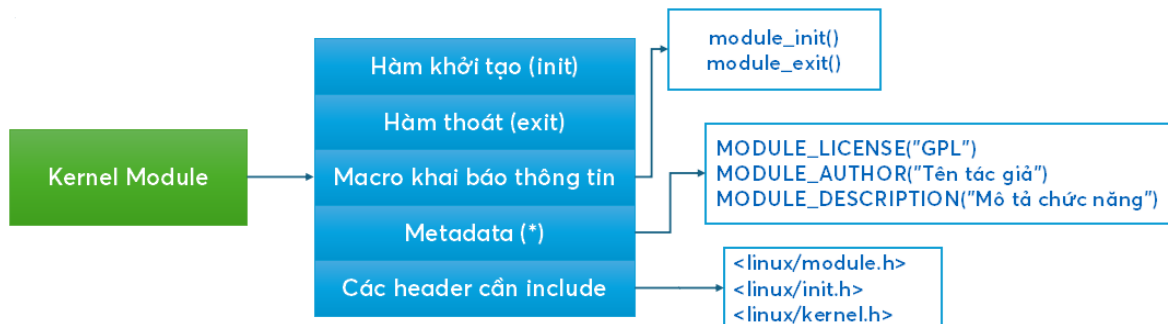 Kernel Module
Hàm khởi tạo (init)
Hàm thoát (exit)
Macro khai báo thông tin
Metadata (*)
Các header cần include
module_init()
module_exit()
MODULE_LICENSE("GPL")
MODULE_AUTHOR("Tên tác giả")
MODULE_DESCRIPTION("Mô tả chức năng")
<linux/module.h>
<linux/init.h>
<linux/kernel.h>